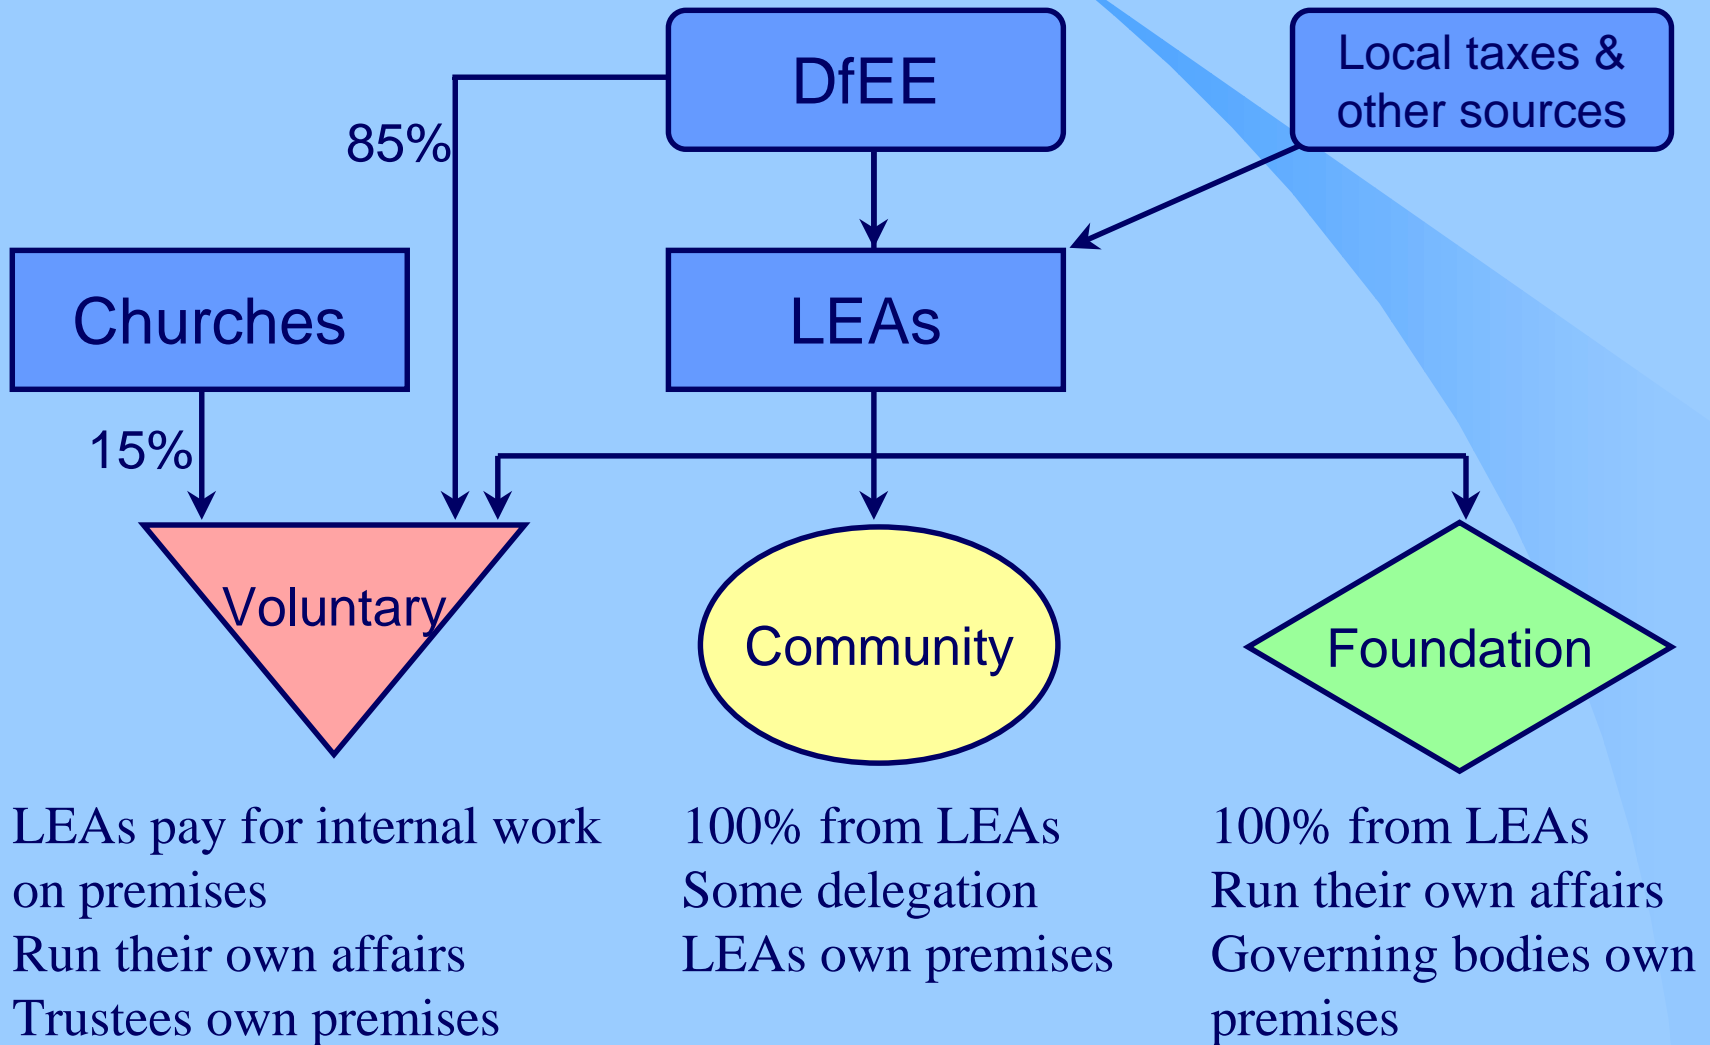 DfEE
Local taxes &
other sources
85%
Churches
LEAs
15%
Voluntary
Community
Foundation
LEAs pay for internal work
on premises
Run their own affairs
Trustees own premises
100% from LEAs
Some delegation
LEAs own premises
100% from LEAs
Run their own affairs
Governing bodies own
premises